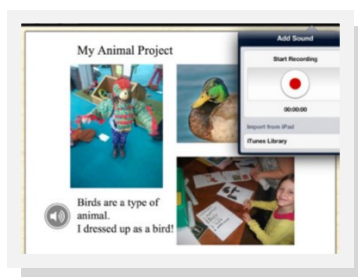 My Animal Project
Add Sound
Start Recording
00:00:00
Import from iPad
iTunes Library
Birds are a type of
animal.
I dressed up as a bird!